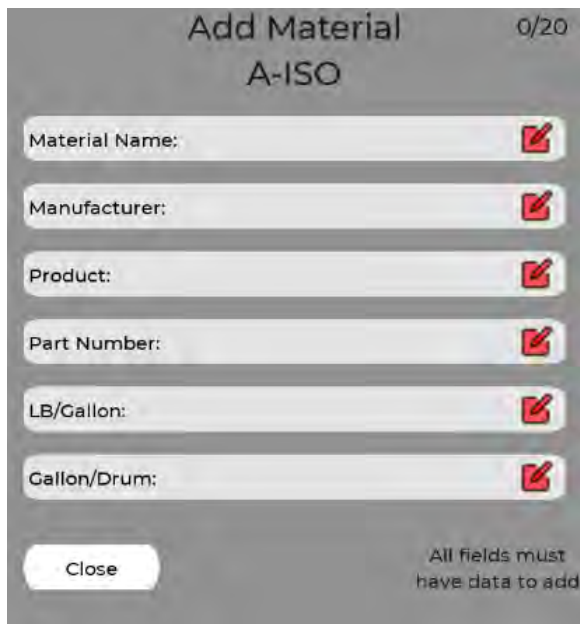 Add Material
0/20
A-ISO
Material Name:
Manufacturer:
Product:
Part Number:
LB/Gallon:
Gallon/Drum:
Close
All fields must
have data to add